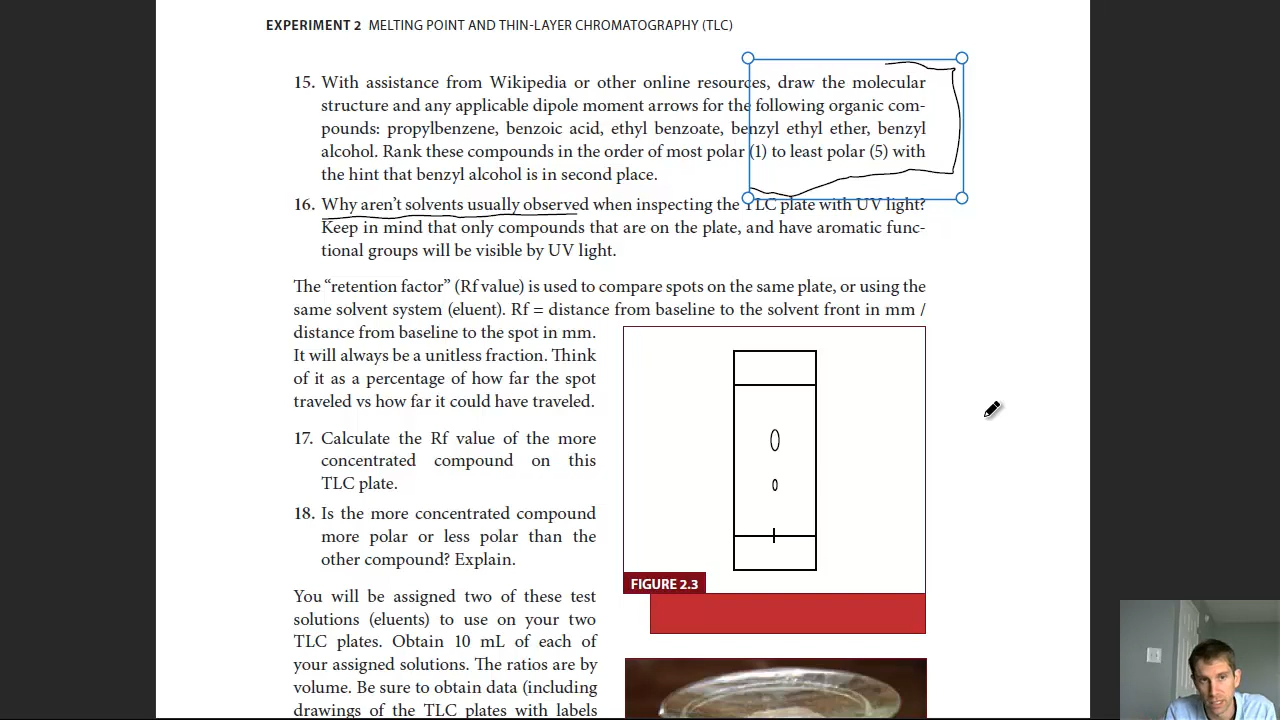 EXPERIMENT 2 MELTING POINT AND THIN-LAYER CHROMATOGRAPHY (TLC)
15. With assistance from Wikipedia or other online resources, draw the molecular
structure and any applicable dipole moment arrows for the following organic com-
pounds: propylbenzene, benzoic acid, ethyl benzoate, benzyl ethyl ether, benzyl
alcohol. Rank these compounds in the order of most polar (1) to least polar (5) with
the hint that benzyl alcohol is in second place.
16. Why aren't solvents usually observed when inspecting the TLC plate with UV light?
Keep in mind that only compounds that are on the plate, and have aromatic func-
tional groups will be visible by UV light.
The “retention factor” (Rf value) is used to compare spots on the same plate, or using the
same solvent system (eluent). Rf = distance from baseline to the solvent front in mm /
distance from baseline to the spot in mm.
It will always be a unitless fraction. Think
of it as a percentage of how far the spot
traveled vs how far it could have traveled.
17. Calculate the Rf value of the more
concentrated compound on this
TLC plate.
18. Is the more concentrated compound
more polar or less polar than the
other compound? Explain.
You will be assigned two of these test
solutions (eluents) to use on your two
TLC plates. Obtain 10 mL of each of
your assigned solutions. The ratios are by
volume. Be sure to obtain data (including
drawings of the TLC plates with labels
FIGURE 2.3